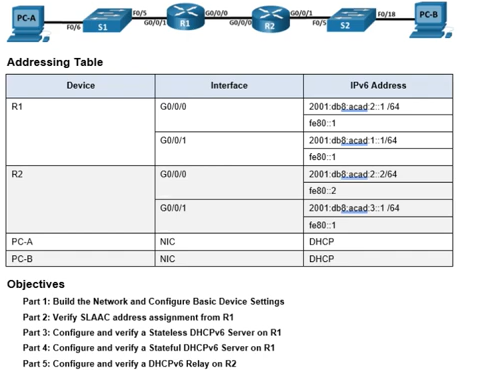 PC-A F0/6 S1 F0/5 G0/0/1 R1 G0/0/0 G0/0/0 R2 G0/0/1 F0/5 S2 F0/18 PC-B
Addressing Table
Device Interface IPv6 Address
R1 G0/0/0 2001:db8:acad:2::1 /64
fe80::1
G0/0/1 2001:db8:acad:1::1/64
fe80::1
R2 G0/0/0 2001:db8:acad:2::2/64
fe80::2
G0/0/1 2001:db8:acad:3::1 /64
fe80::1
PC-A NIC DHCP
PC-B NIC DHCP
Objectives
Part 1: Build the Network and Configure Basic Device Settings
Part 2: Verify SLAAC address assignment from R1
Part 3: Configure and verify a Stateless DHCPv6 Server on R1
Part 4: Configure and verify a Stateful DHCPv6 Server on R1
Part 5: Configure and verify a DHCPv6 Relay on R2